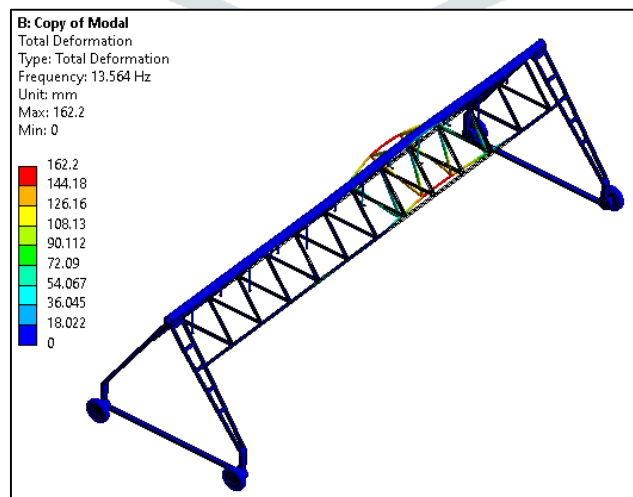 B: Copy of Modal
Total Deformation
Type: Total Deformation
Frequency: 13.564 Hz
Unit: mm
Max: 162.2
Min: 0
162.2
144.18
126.16
108.13
90.112
72.09
54.067
36.045
18.022
0